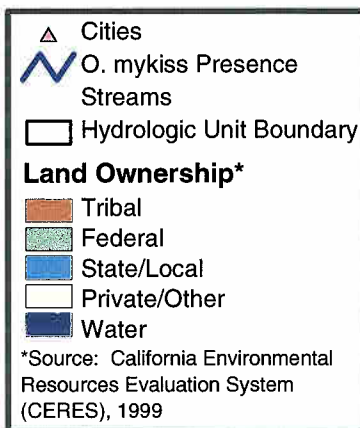 Cities
O. mykiss Presence
Streams
Hydrologic Unit Boundary
Land Ownership*
Tribal
Federal
State/Local
Private/Other
Water
*Source: California Environmental
Resources Evaluation System
(CERES), 1999